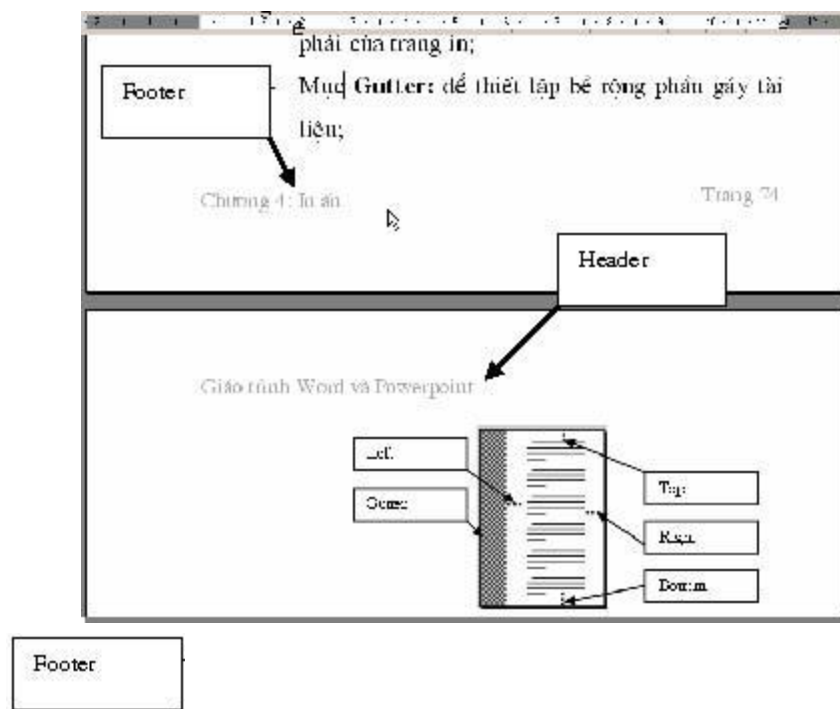 phải của trang in;
Footer
Mục Gutter: để thiết lập bề rộng phần gáy tài
liệu;
Chương 4: In ấn
Trang 74
Header
Giáo trình Word và Powerpoint
Left
Top
Gutter
Right
Bottom
Footer